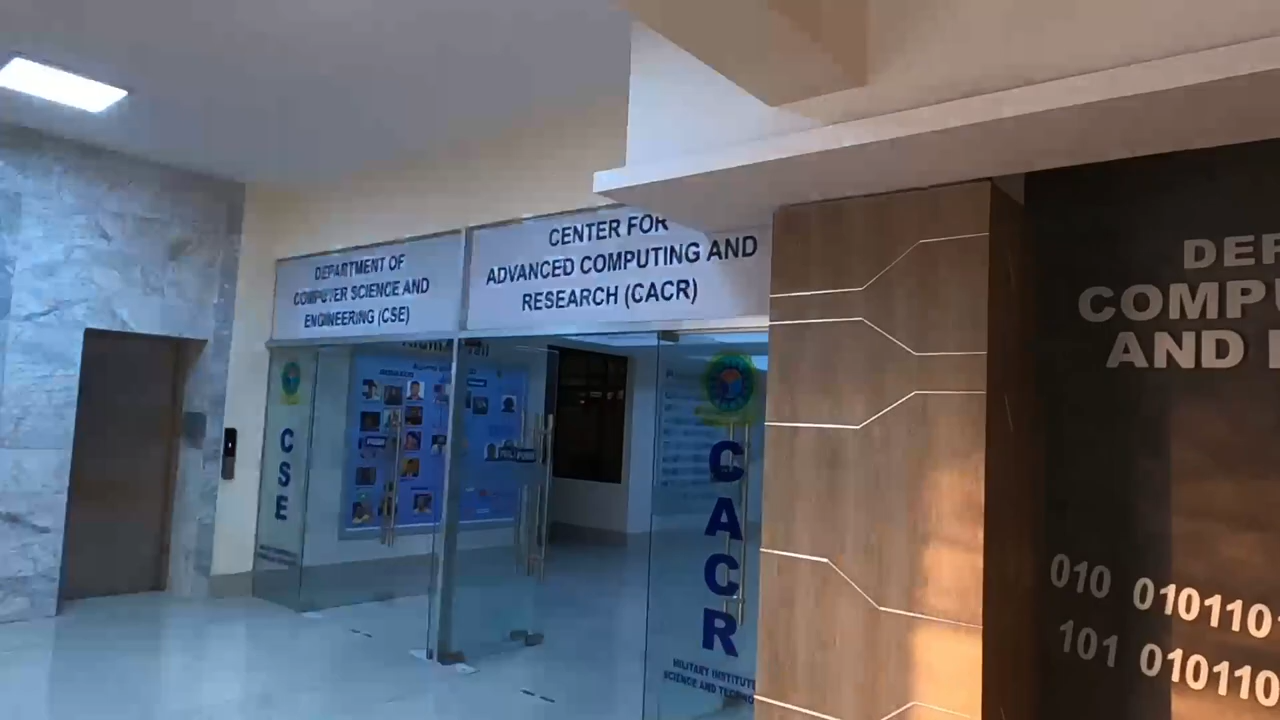 DEPARTMENT OF
COMPUTER SCIENCE AND
ENGINEERING (CSE)
CENTER FOR
ADVANCED COMPUTING AND
RESEARCH (CACR)
CSE
CACR
MILITARY INSTITUTE
SCIENCE AND
DEP
COMPU
AND
010 010110
101 010110